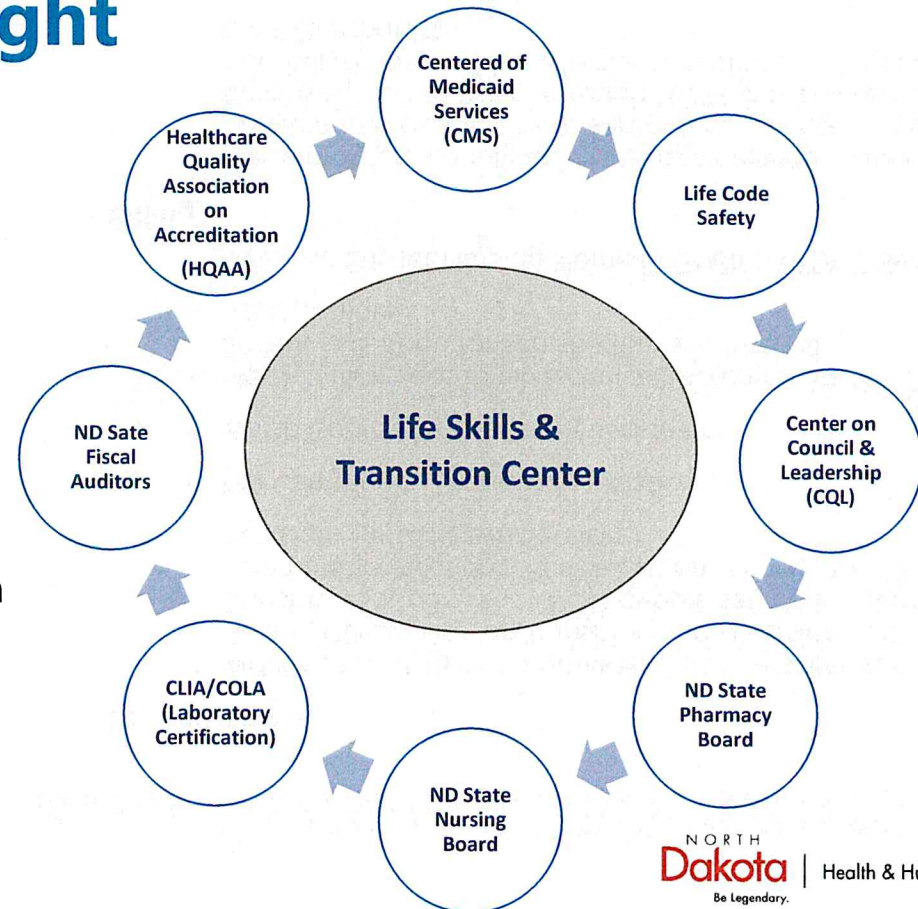 ght
Centered of
Medicaid
Services
(CMS)
Life Code
Safety
Center on
Council &
Leadership
(CQL)
ND State
Pharmacy
Board
ND State
Nursing
Board
CLIA/COLA
(Laboratory
Certification)
ND Sate
Fiscal
Auditors
Healthcare
Quality
Association
on
Accreditation
(HQAA)
Life Skills &
Transition Center
NORTH
Dakota | Health & Hu
Be Legendary.